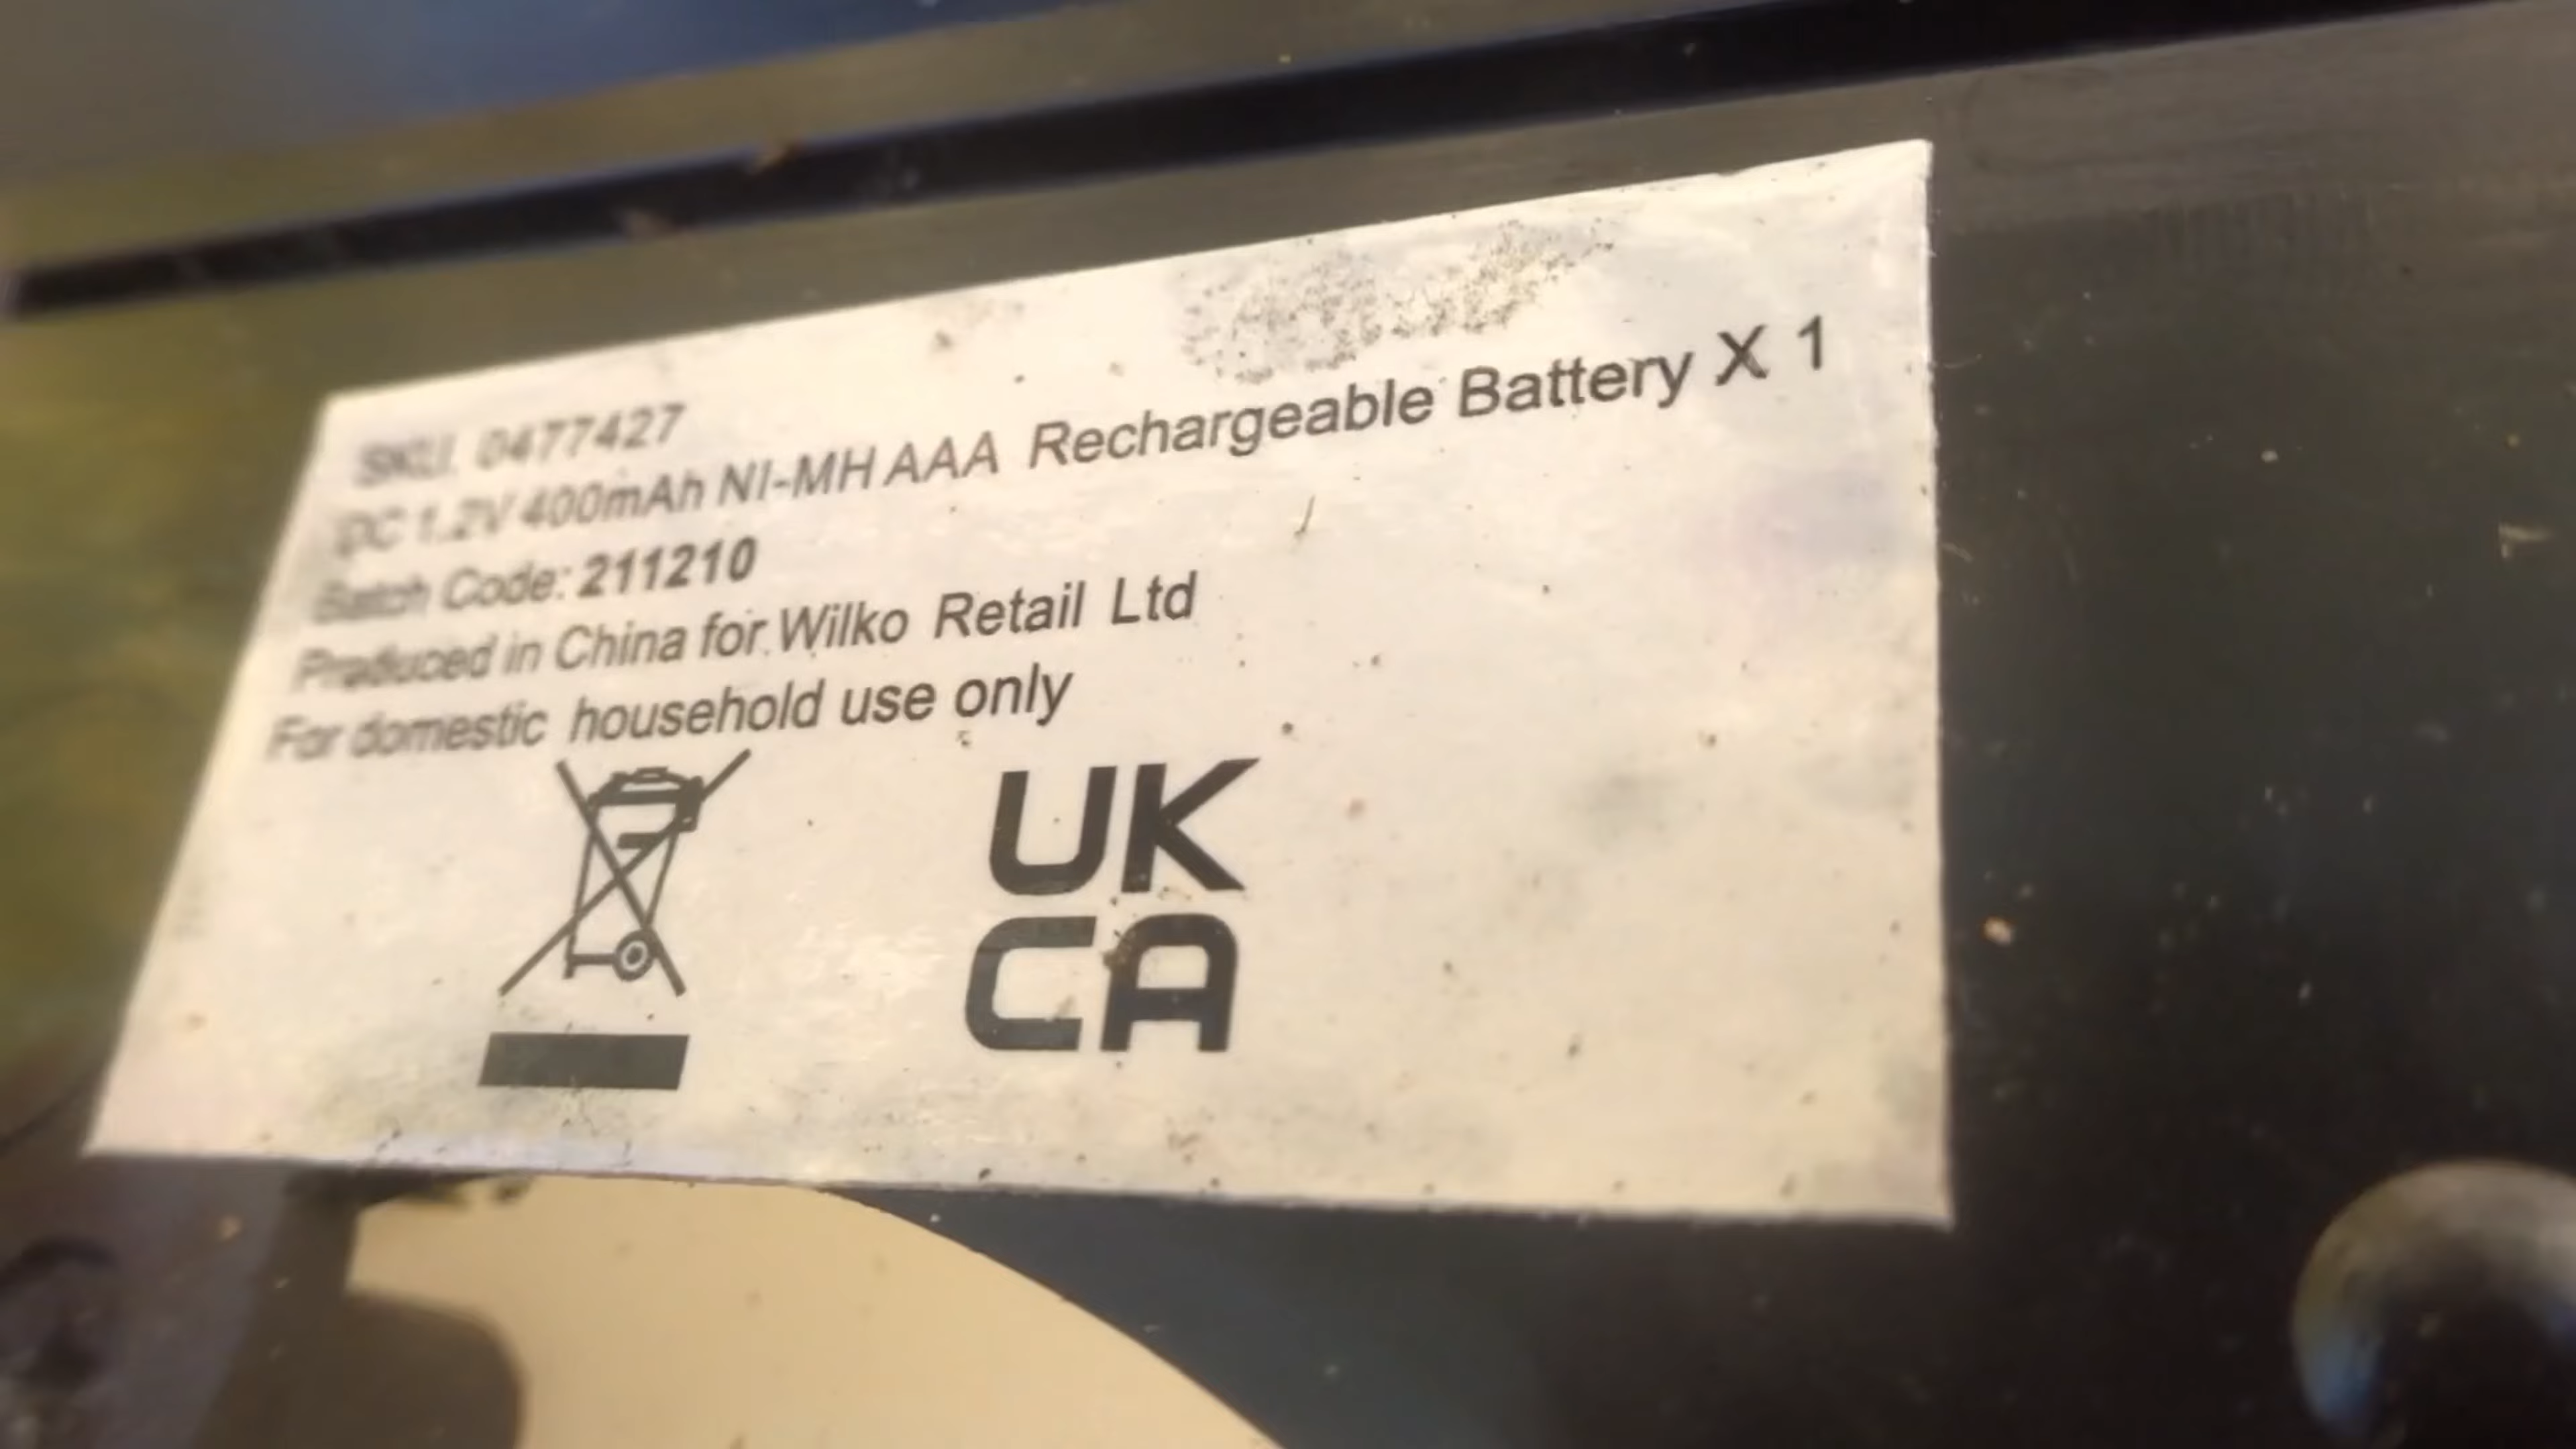 SKU. 0477427
DC 1.2V 400mAh NI-MH AAA Rechargeable Battery X 1
Batch Code: 211210
Produced in China for Wilko Retail Ltd
For domestic household use only
UK
CA